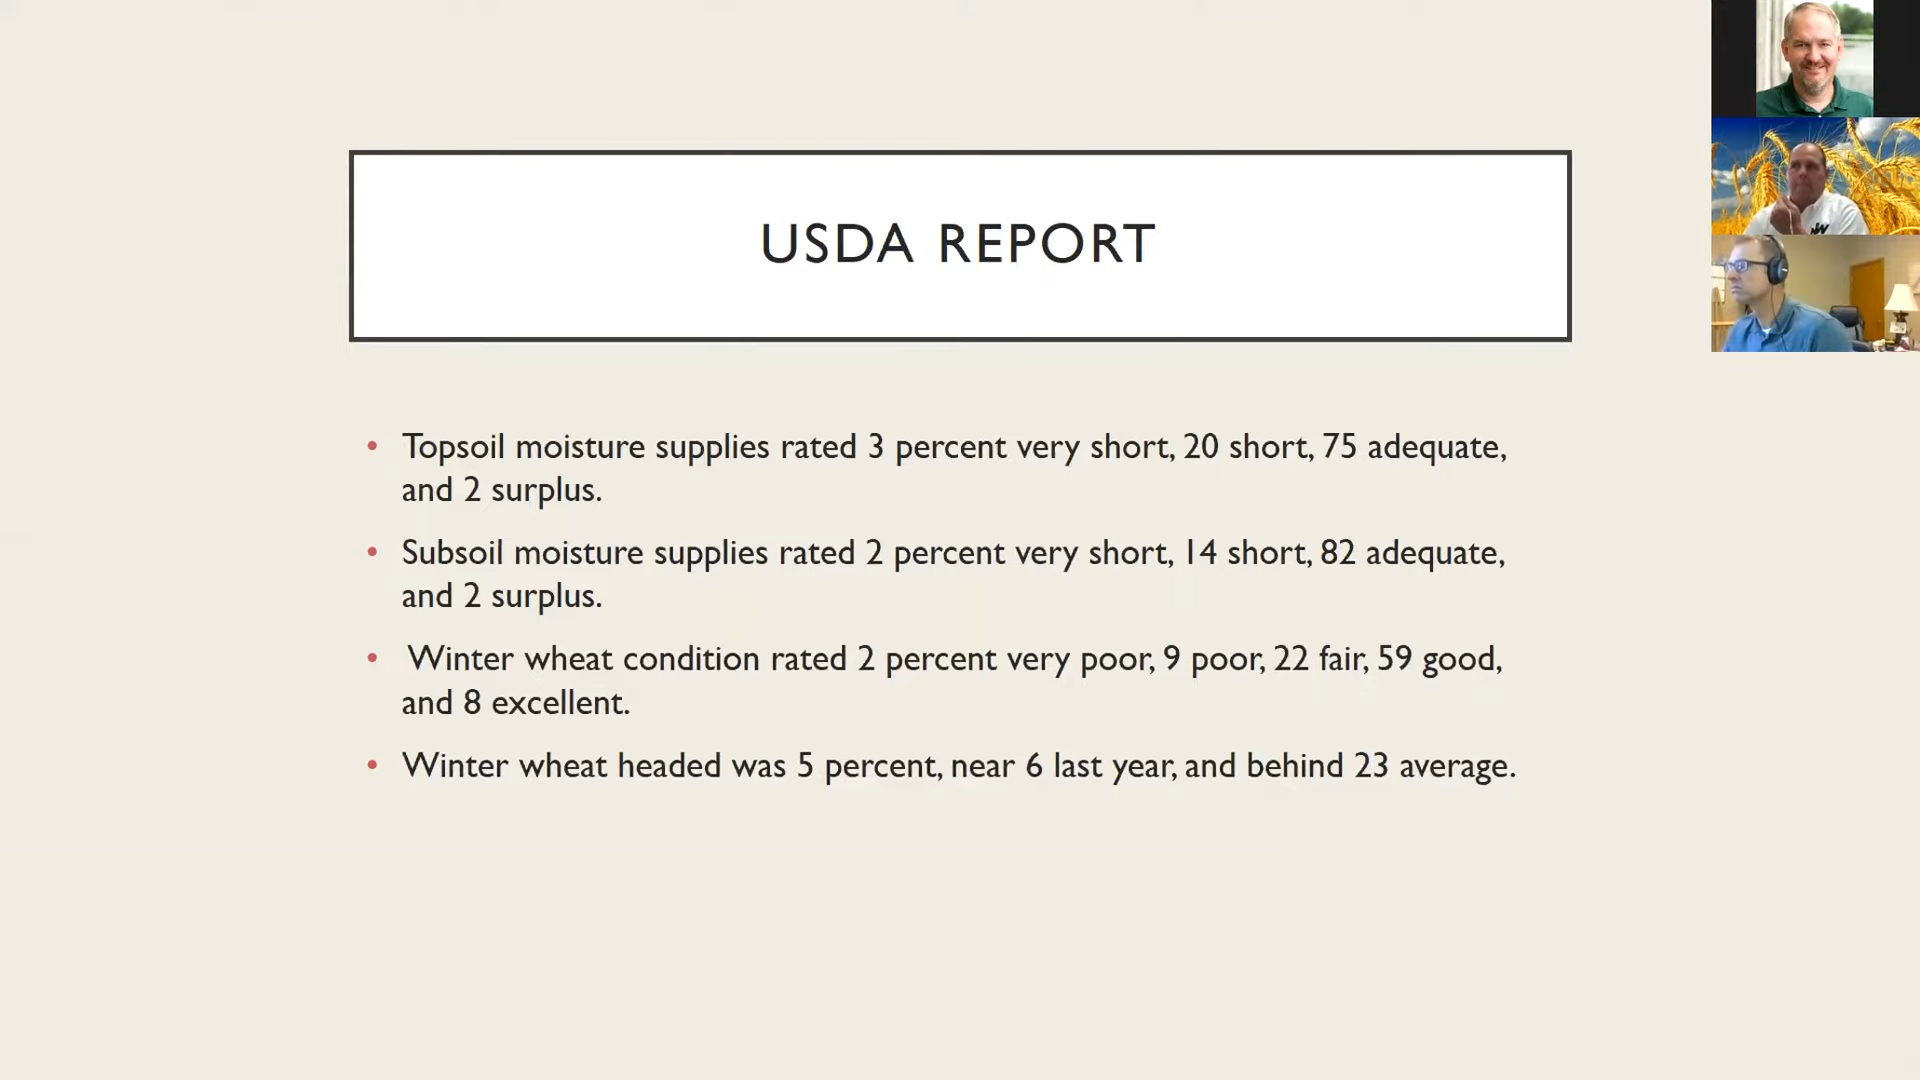 USDA REPORT
• Topsoil moisture supplies rated 3 percent very short, 20 short, 75 adequate,
and 2 surplus.
• Subsoil moisture supplies rated 2 percent very short, 14 short, 82 adequate,
and 2 surplus.
• Winter wheat condition rated 2 percent very poor, 9 poor, 22 fair, 59 good,
and 8 excellent.
• Winter wheat headed was 5 percent, near 6 last year, and behind 23 average.